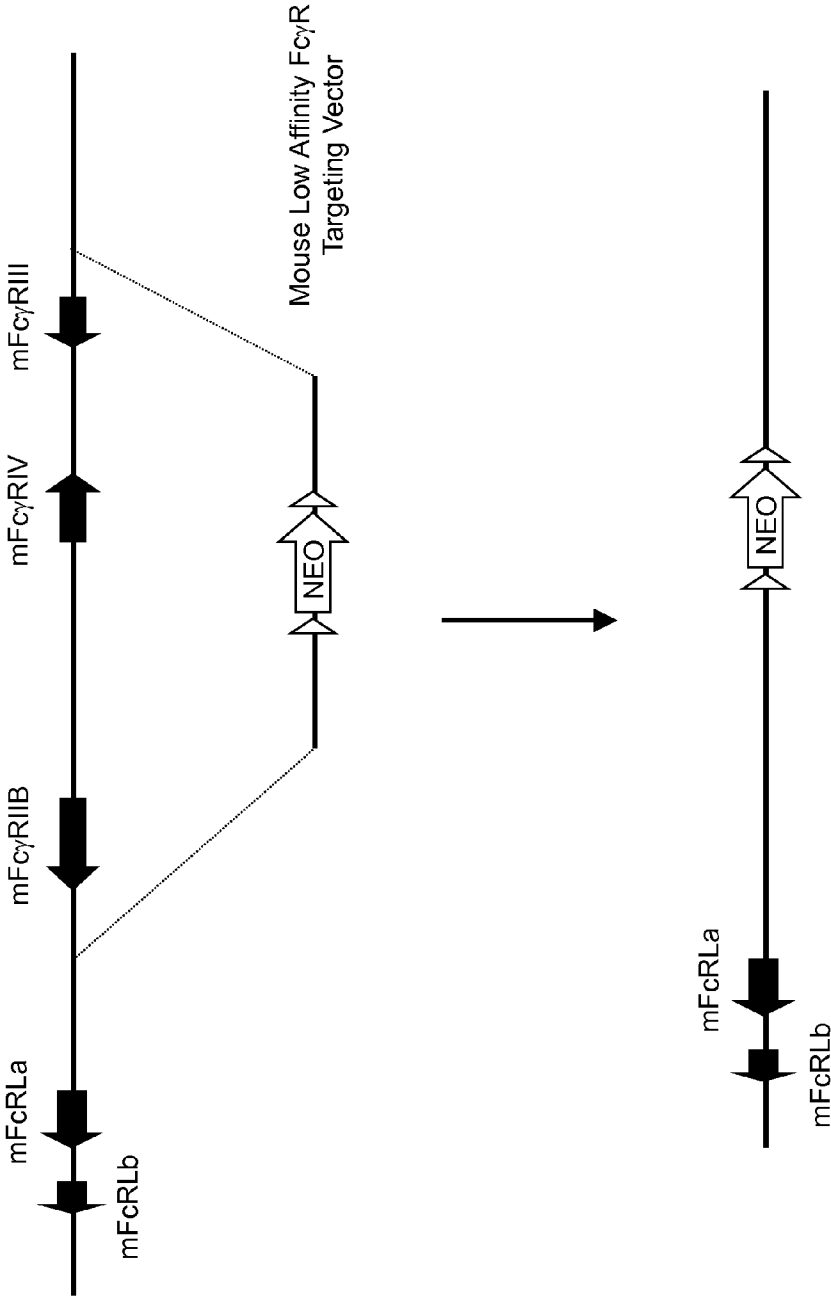 mFcRLa
mFcRLb
mFcγRIIB
mFcγRIV
mFcγRIII
NEO
Mouse Low Affinity FcγR
Targeting Vector
mFcRLa
mFcRLb
NEO